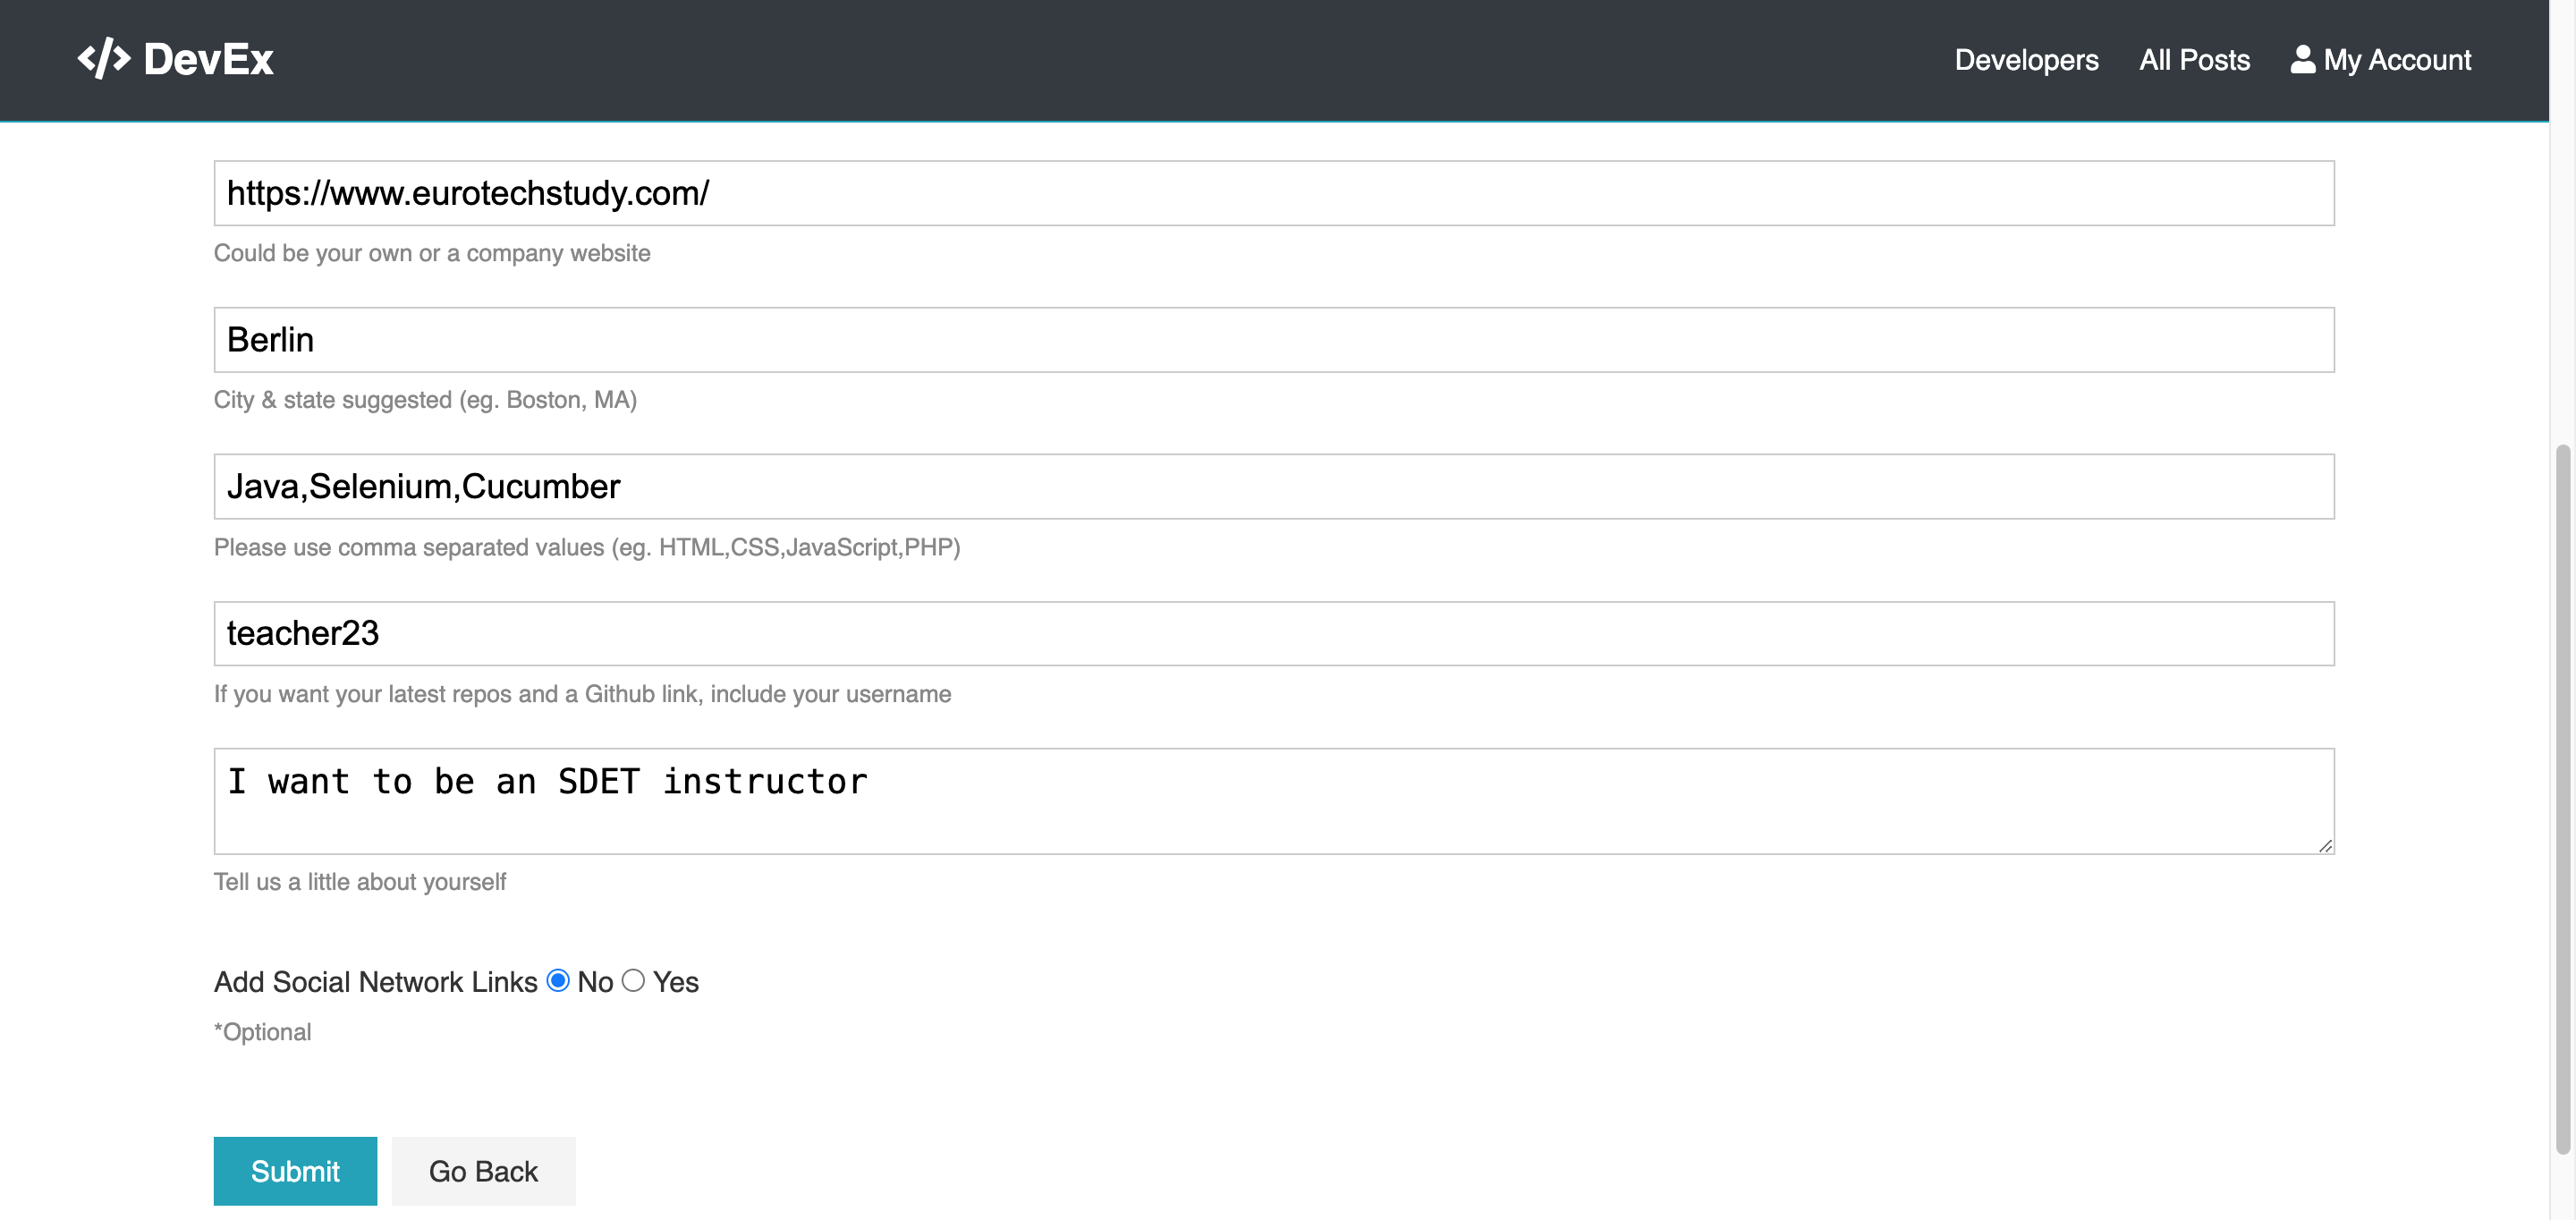 </> DevEx
Developers All Posts My Account
https://www.eurotechstudy.com/
Could be your own or a company website
Berlin
City & state suggested (eg. Boston, MA)
Java,Selenium,Cucumber
Please use comma separated values (eg. HTML,CSS,JavaScript,PHP)
teacher23
If you want your latest repos and a Github link, include your username
I want to be an SDET instructor
Tell us a little about yourself
Add Social Network Links No Yes
*Optional
Submit Go Back